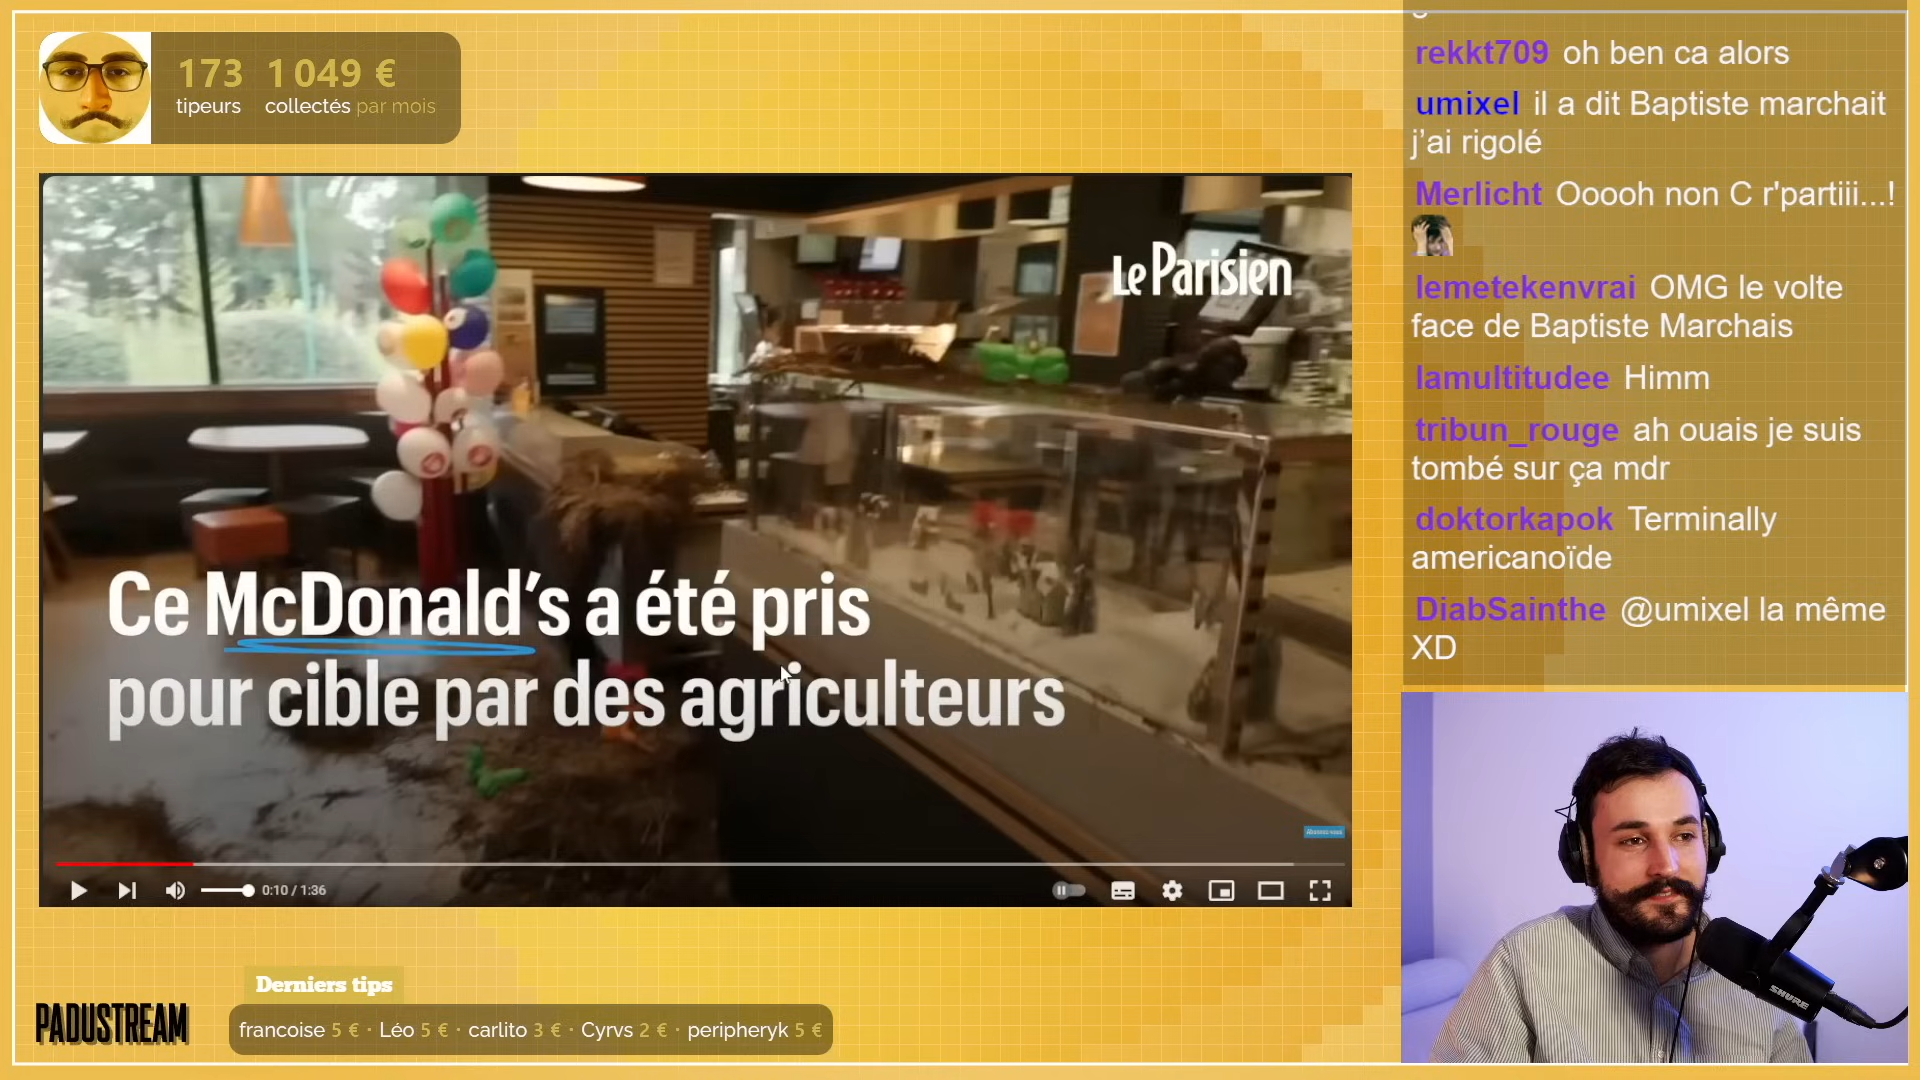 173 1 049 €
tipeurs collectés par mois
Le Parisien
Ce McDonald's a été pris
pour cible par des agriculteurs
Abonnez-vous
0:10 / 1:36
Derniers tips
PADUSTREAM
francoise 5 € · Léo 5 € · carlito 3 € · Cyrvs 2 € · peripheryk 5 €
rekkt709 oh ben ca alors
umixel il a dit Baptiste marchait
j'ai rigolé
Merlicht Ooooh non C r'partiii...!
lemetekenvrai OMG le volte
face de Baptiste Marchais
lamultitudee Himm
tribun_rouge ah ouais je suis
tombé sur ça mdr
doktorkapok Terminally
americanoïde
DiabSainthe @umixel la même
XD
SHURE